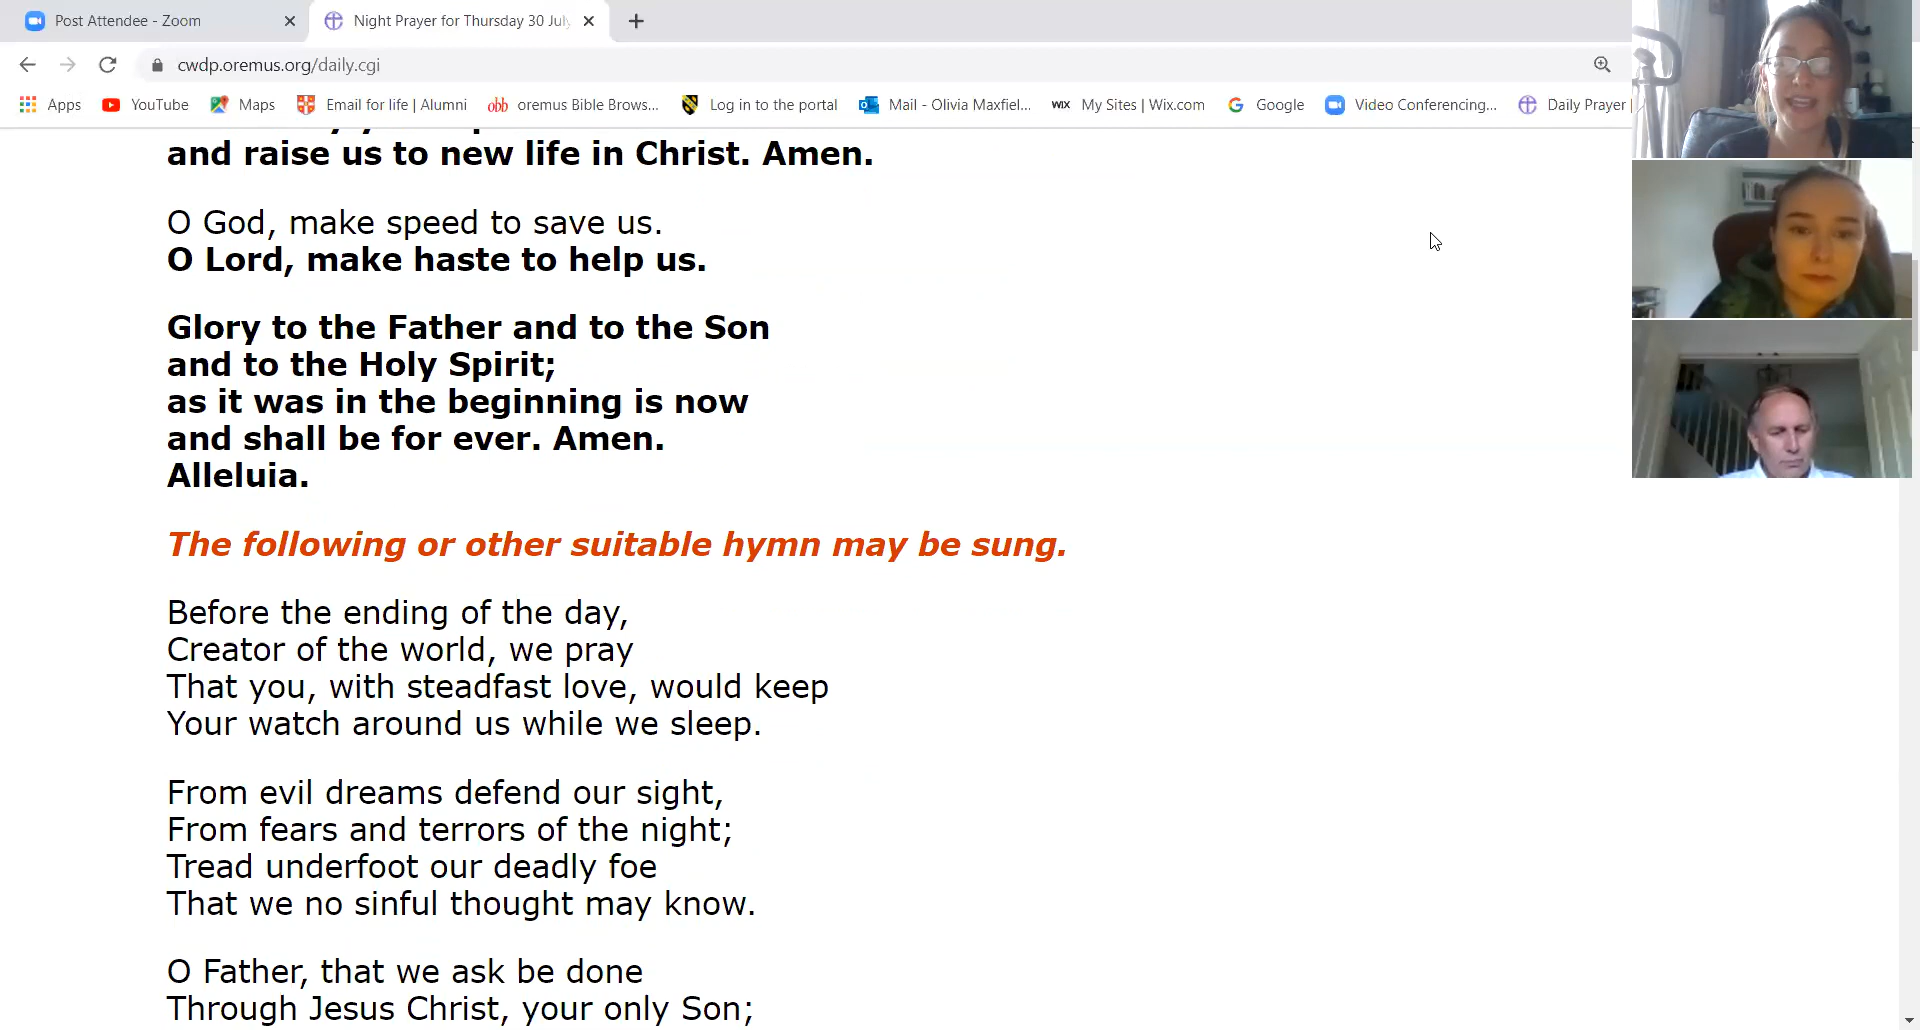 Post Attendee - Zoom
Night Prayer for Thursday 30 July
cwdp.oremus.org/daily.cgi
Apps YouTube Maps Email for life | Alumni obb oremus Bible Brows... Log in to the portal Mail - Olivia Maxfiel... WIX My Sites | Wix.com Google Video Conferencing... Daily Prayer |
and raise us to new life in Christ. Amen.
O God, make speed to save us.
O Lord, make haste to help us.
Glory to the Father and to the Son
and to the Holy Spirit;
as it was in the beginning is now
and shall be for ever. Amen.
Alleluia.
The following or other suitable hymn may be sung.
Before the ending of the day,
Creator of the world, we pray
That you, with steadfast love, would keep
Your watch around us while we sleep.
From evil dreams defend our sight,
From fears and terrors of the night;
Tread underfoot our deadly foe
That we no sinful thought may know.
O Father, that we ask be done
Through Jesus Christ, your only Son;